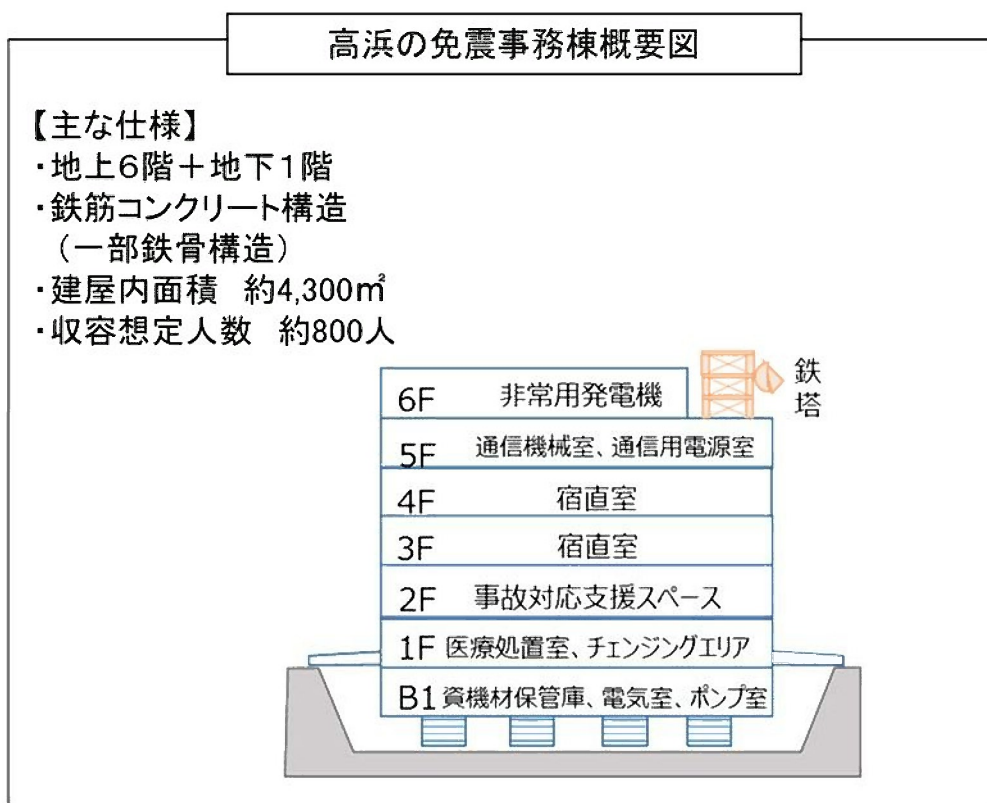 高浜の免震事務棟概要図
【主な仕様】
・地上6階＋地下1階
・鉄筋コンクリート構造
（一部鉄骨構造）
・建屋内面積 約4,300㎡
・収容想定人数 約800人
鉄塔
6F 非常用発電機
5F 通信機械室、通信用電源室
4F 宿直室
3F 宿直室
2F 事故対応支援スペース
1F 医療処置室、チェンジングエリア
B1 資機材保管庫、電気室、ポンプ室